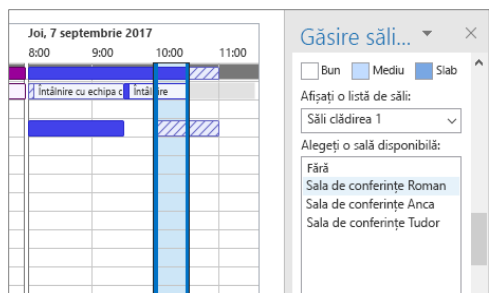 Joi, 7 septembrie 2017
8:00 9:00 10:00 11:00
Întâlnire cu echipa c Întâlnire
Găsire săli...
Bun Mediu Slab
Afișați o listă de săli:
Săli clădirea 1
Alegeți o sală disponibilă:
Fără
Sala de conferințe Roman
Sala de conferințe Anca
Sala de conferințe Tudor